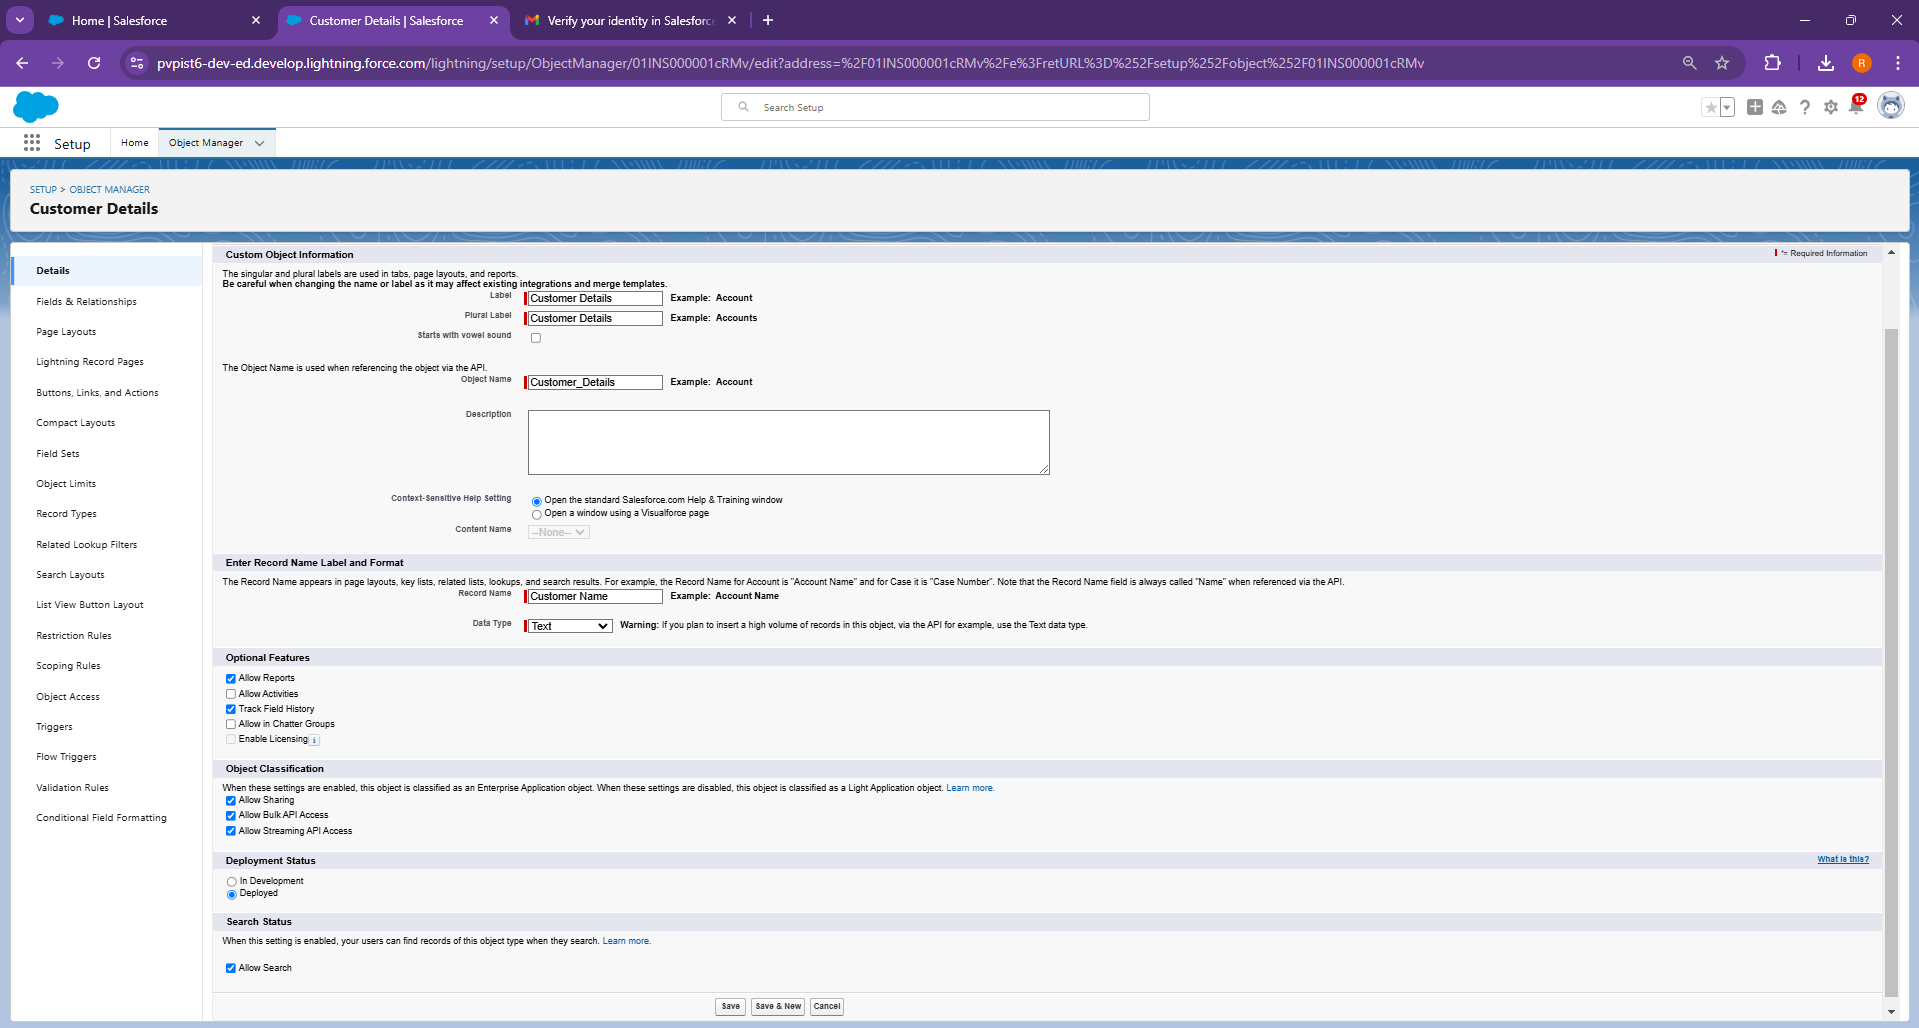 Home | Salesforce
Customer Details | Salesforce
Verify your identity in Salesforc
pvpist6-dev-ed.develop.lightning.force.com/lightning/setup/ObjectManager/01INS000001cRMv/edit?address=%2F01INS000001cRMv%2Fe%3FretURL%3D%252Fsetup%252Fobject%252F01INS000001cRMv
R
Search Setup
12
Setup
Home
Object Manager
SETUP > OBJECT MANAGER
Customer Details
Details
Fields & Relationships
Page Layouts
Lightning Record Pages
Buttons, Links, and Actions
Compact Layouts
Field Sets
Object Limits
Record Types
Related Lookup Filters
Search Layouts
List View Button Layout
Restriction Rules
Scoping Rules
Object Access
Triggers
Flow Triggers
Validation Rules
Conditional Field Formatting
Custom Object Information
= Required Information
The singular and plural labels are used in tabs, page layouts, and reports.
Be careful when changing the name or label as it may affect existing integrations and merge templates.
Label Customer Details Example: Account
Plural Label Customer Details Example: Accounts
Starts with vowel sound
The Object Name is used when referencing the object via the API.
Object Name Customer_Details Example: Account
Description
Context-Sensitive Help Setting Open the standard Salesforce.com Help & Training window
Open a window using a Visualforce page
Content Name --None--
Enter Record Name Label and Format
The Record Name appears in page layouts, key lists, related lists, lookups, and search results. For example, the Record Name for Account is "Account Name" and for Case it is "Case Number". Note that the Record Name field is always called "Name" when referenced via the API.
Record Name Customer Name Example: Account Name
Data Type Text Warning: If you plan to insert a high volume of records in this object, via the API for example, use the Text data type.
Optional Features
Allow Reports
Allow Activities
Track Field History
Allow in Chatter Groups
Enable Licensing i
Object Classification
When these settings are enabled, this object is classified as an Enterprise Application object. When these settings are disabled, this object is classified as a Light Application object. Learn more.
Allow Sharing
Allow Bulk API Access
Allow Streaming API Access
Deployment Status
What is this?
In Development
Deployed
Search Status
When this setting is enabled, your users can find records of this object type when they search. Learn more.
Allow Search
Save
Save & New
Cancel